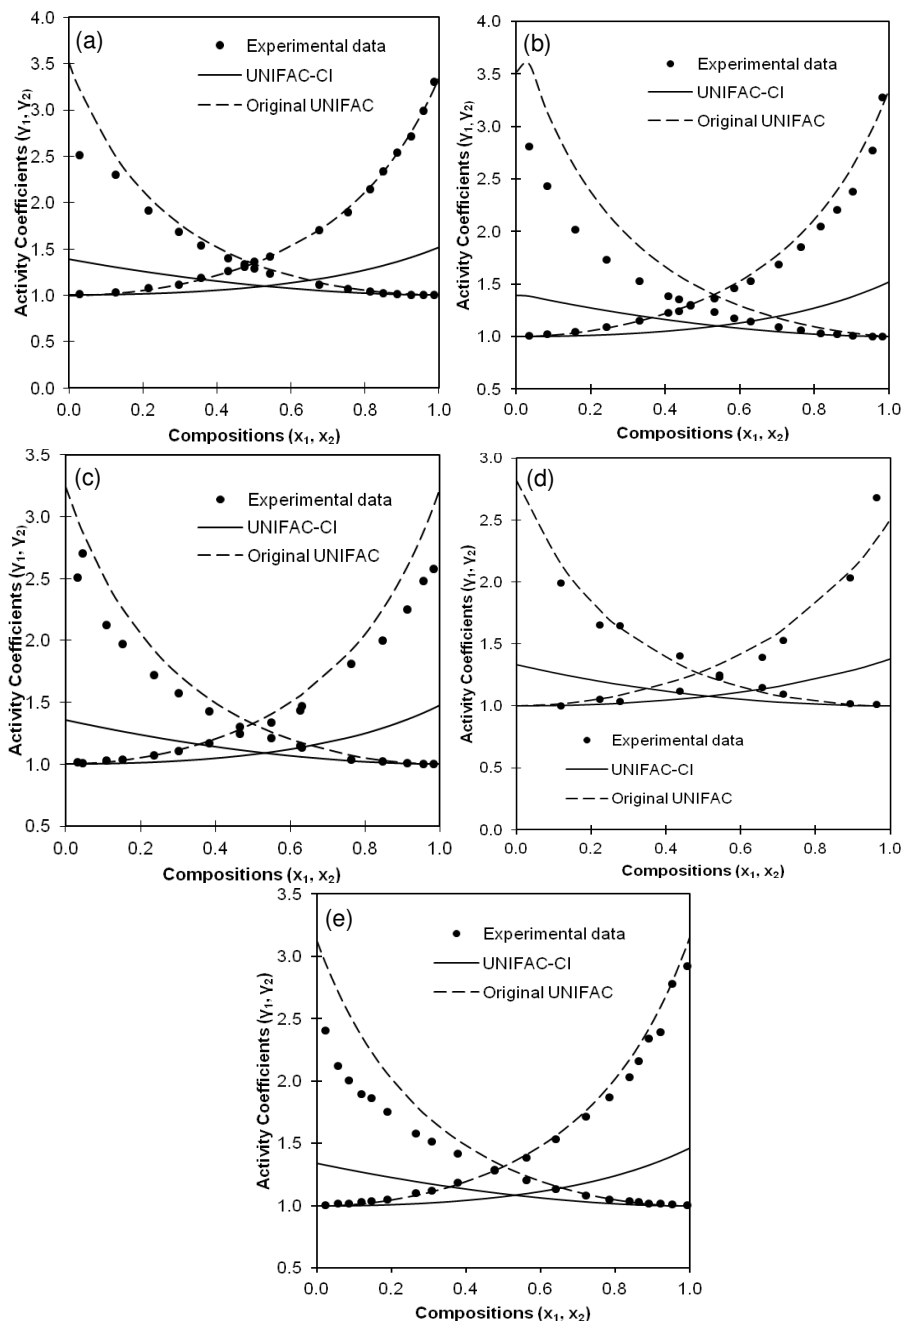 (a)
Activity Coefficients (γ₁, γ₂)
4.0
3.5
3.0
2.5
2.0
1.5
1.0
0.5
0.0
Experimental data
UNIFAC-CI
Original UNIFAC
0.0 0.2 0.4 0.6 0.8 1.0
Compositions (x₁, x₂)
(b)
Activity Coefficients (γ₁, γ₂)
4.0
3.5
3.0
2.5
2.0
1.5
1.0
0.5
Experimental data
UNIFAC-CI
Original UNIFAC
0.0 0.2 0.4 0.6 0.8 1.0
Compositions (x₁, x₂)
(c)
Activity Coefficients (γ₁, γ₂)
3.5
3.0
2.5
2.0
1.5
1.0
0.5
Experimental data
UNIFAC-CI
Original UNIFAC
0.0 0.2 0.4 0.6 0.8 1.0
Compositions (x₁, x₂)
(d)
Activity Coefficients (γ₁, γ₂)
3.0
2.5
2.0
1.5
1.0
0.5
0.0
Experimental data
UNIFAC-CI
Original UNIFAC
0.0 0.2 0.4 0.6 0.8 1.0
Compositions (x₁, x₂)
(e)
Activity Coefficients (γ₁, γ₂)
3.5
3.0
2.5
2.0
1.5
1.0
0.5
Experimental data
UNIFAC-CI
Original UNIFAC
0.0 0.2 0.4 0.6 0.8 1.0
Compositions (x₁, x₂)